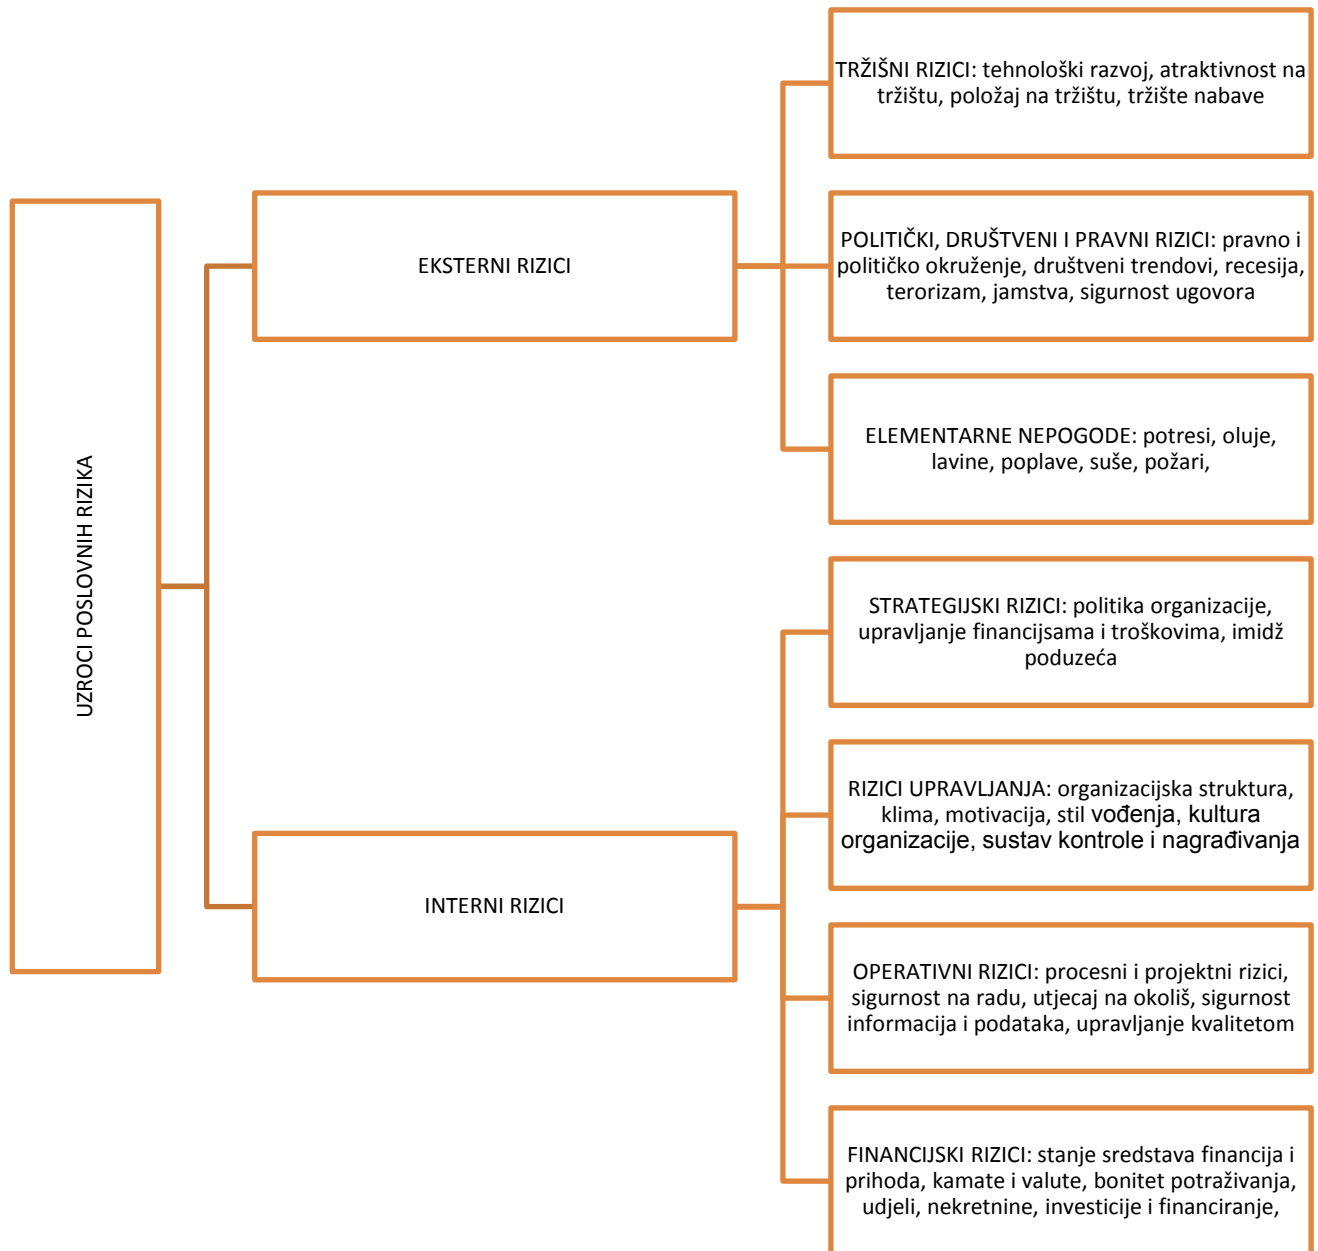 UZROCI POSLOVNIH RIZIKA
EKSTERNI RIZICI
TRŽIŠNI RIZICI: tehnološki razvoj, atraktivnost na
tržištu, položaj na tržištu, tržište nabave
POLITIČKI, DRUŠTVENI I PRAVNI RIZICI: pravno i
političko okruženje, društveni trendovi, recesija,
terorizam, jamstva, sigurnost ugovora
ELEMENTARNE NEPOGODE: potresi, oluje,
lavine, poplave, suše, požari,
INTERNI RIZICI
STRATEGIJSKI RIZICI: politika organizacije,
upravljanje financijsama i troškovima, imidž
poduzeća
RIZICI UPRAVLJANJA: organizacijska struktura,
klima, motivacija, stil vođenja, kultura
organizacije, sustav kontrole i nagrađivanja
OPERATIVNI RIZICI: procesni i projektni rizici,
sigurnost na radu, utjecaj na okoliš, sigurnost
informacija i podataka, upravljanje kvalitetom
FINANCIJSKI RIZICI: stanje sredstava financija i
prihoda, kamate i valute, bonitet potraživanja,
udjeli, nekretnine, investicije i financiranje,